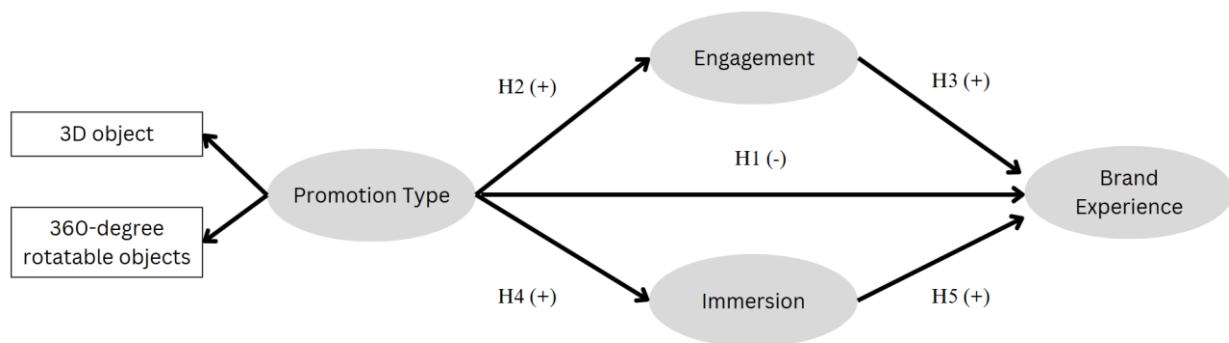 Engagement
H2 (+)
H3 (+)
3D object
H1 (-)
Promotion Type
Brand
Experience
360-degree
rotatable objects
H4 (+)
Immersion
H5 (+)